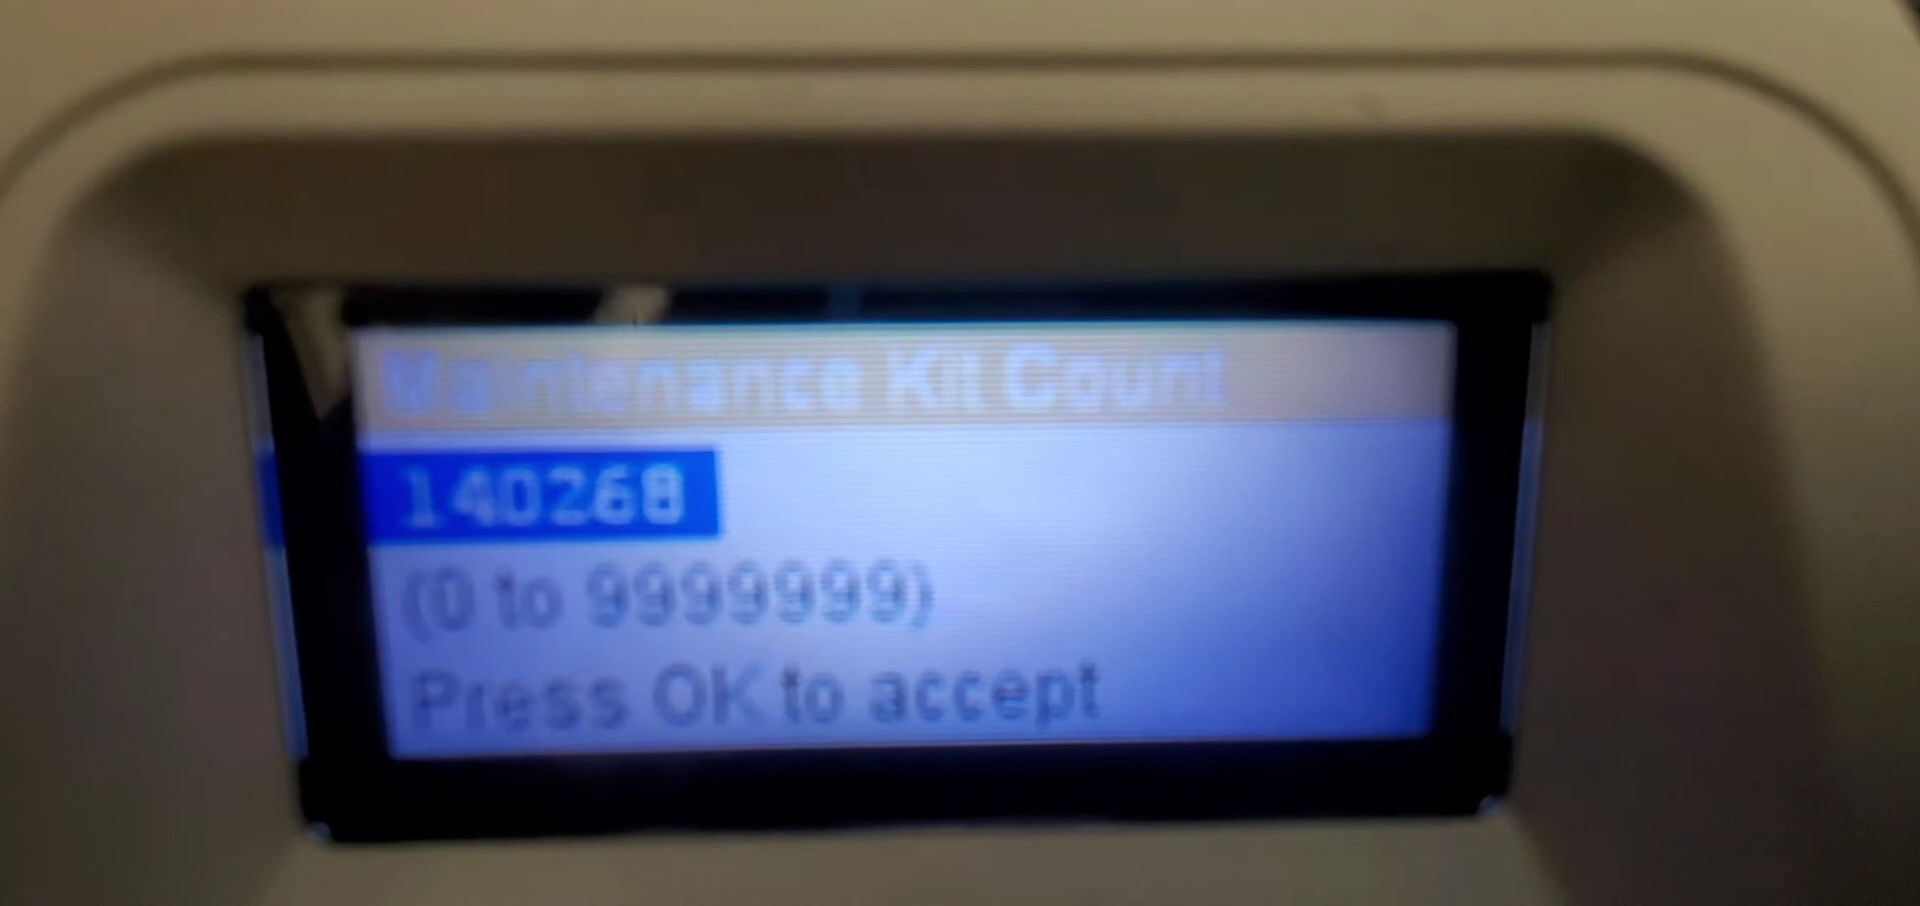 Maintenance Kit Count
140268
(0 to 9999999)
Press OK to accept